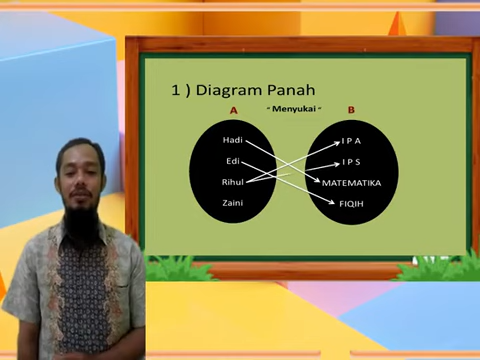 1 ) Diagram Panah
A “ Menyukai “ B
Hadi I P A
Edi I P S
Rihul MATEMATIKA
Zaini FIQIH